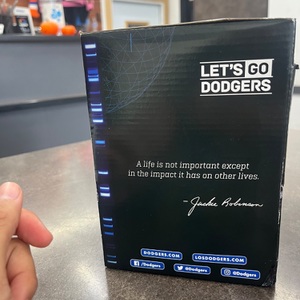 LET'S GO
DODGERS
A life is not important except
in the impact it has on other lives.
- Jackie Robinson
DODGERS.COM LOSDODGERS.COM
/Dodgers @Dodgers @Dodgers